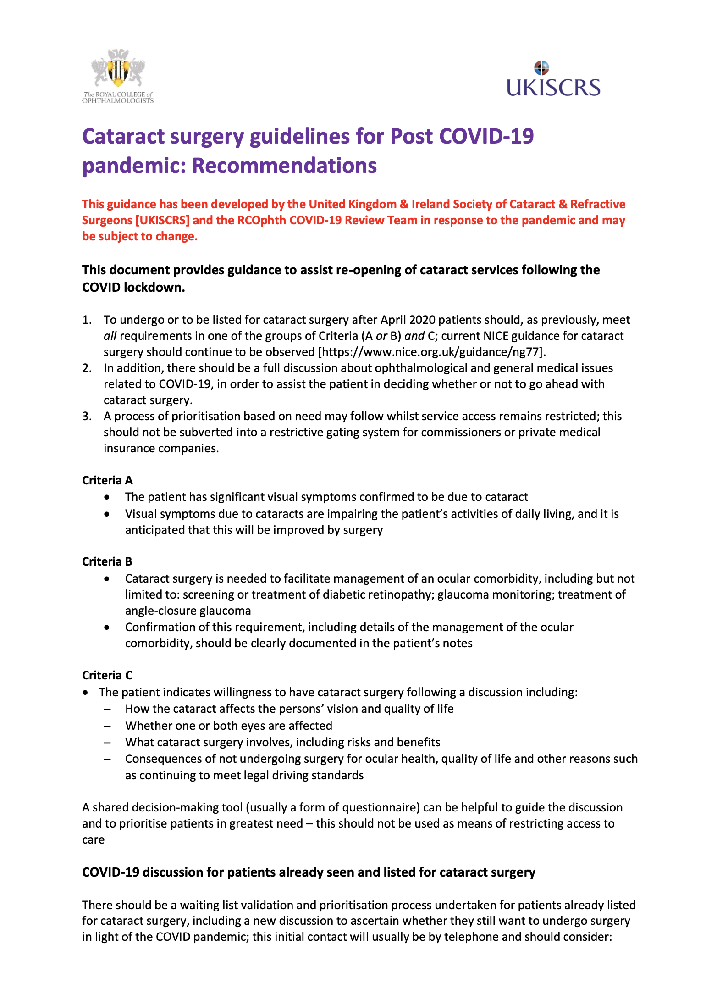 The ROYAL COLLEGE of
OPHTHALMOLOGISTS
UKISCRS
Cataract surgery guidelines for Post COVID-19
pandemic: Recommendations
This guidance has been developed by the United Kingdom & Ireland Society of Cataract & Refractive
Surgeons [UKISCRS] and the RCOphth COVID-19 Review Team in response to the pandemic and may
be subject to change.
This document provides guidance to assist re-opening of cataract services following the
COVID lockdown.
1. To undergo or to be listed for cataract surgery after April 2020 patients should, as previously, meet
all requirements in one of the groups of Criteria (A or B) and C; current NICE guidance for cataract
surgery should continue to be observed [https://www.nice.org.uk/guidance/ng77].
2. In addition, there should be a full discussion about ophthalmological and general medical issues
related to COVID-19, in order to assist the patient in deciding whether or not to go ahead with
cataract surgery.
3. A process of prioritisation based on need may follow whilst service access remains restricted; this
should not be subverted into a restrictive gating system for commissioners or private medical
insurance companies.
Criteria A
• The patient has significant visual symptoms confirmed to be due to cataract
• Visual symptoms due to cataracts are impairing the patient’s activities of daily living, and it is
anticipated that this will be improved by surgery
Criteria B
• Cataract surgery is needed to facilitate management of an ocular comorbidity, including but not
limited to: screening or treatment of diabetic retinopathy; glaucoma monitoring; treatment of
angle-closure glaucoma
• Confirmation of this requirement, including details of the management of the ocular
comorbidity, should be clearly documented in the patient’s notes
Criteria C
• The patient indicates willingness to have cataract surgery following a discussion including:
– How the cataract affects the persons’ vision and quality of life
– Whether one or both eyes are affected
– What cataract surgery involves, including risks and benefits
– Consequences of not undergoing surgery for ocular health, quality of life and other reasons such
as continuing to meet legal driving standards
A shared decision-making tool (usually a form of questionnaire) can be helpful to guide the discussion
and to prioritise patients in greatest need – this should not be used as means of restricting access to
care
COVID-19 discussion for patients already seen and listed for cataract surgery
There should be a waiting list validation and prioritisation process undertaken for patients already listed
for cataract surgery, including a new discussion to ascertain whether they still want to undergo surgery
in light of the COVID pandemic; this initial contact will usually be by telephone and should consider: